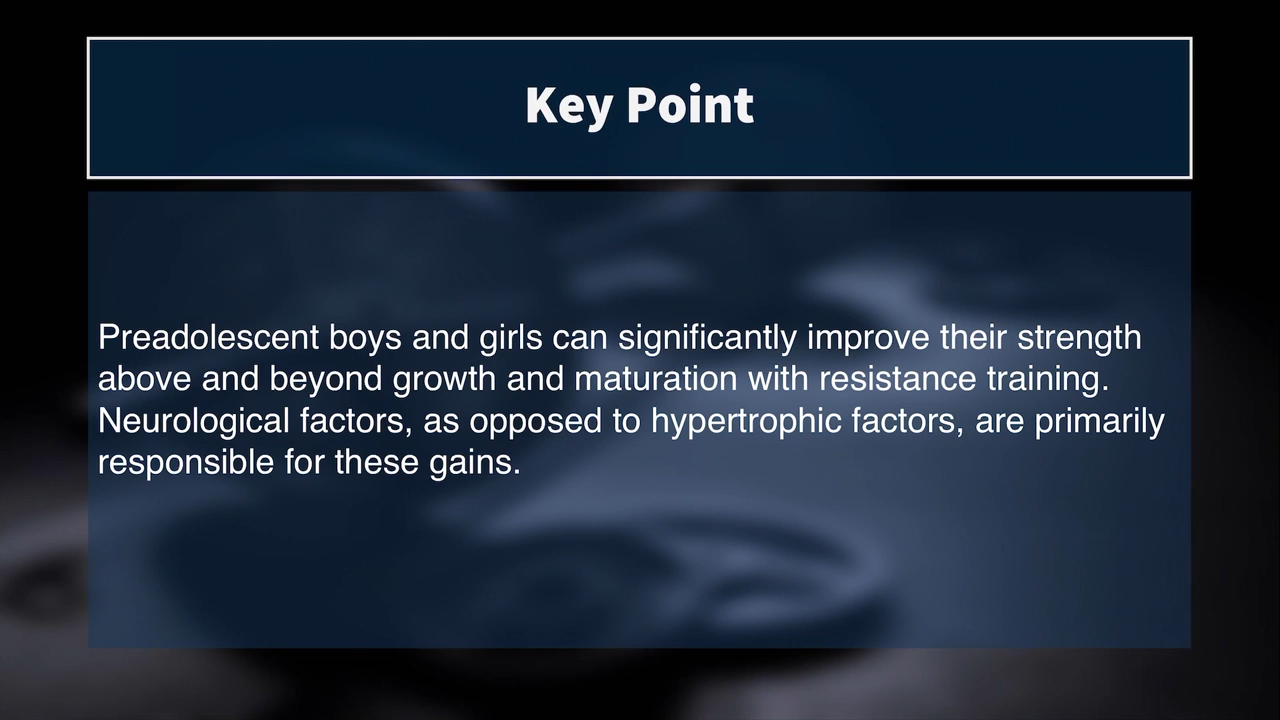 Key Point
Preadolescent boys and girls can significantly improve their strength
above and beyond growth and maturation with resistance training.
Neurological factors, as opposed to hypertrophic factors, are primarily
responsible for these gains.